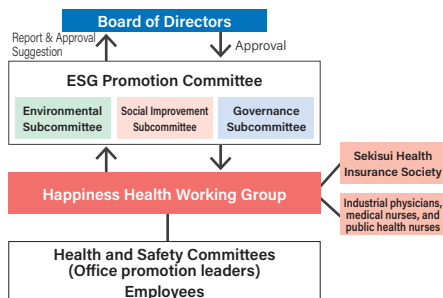 Board of Directors
Report & Approval
Suggestion
Approval
ESG Promotion Committee
Environmental
Subcommittee
Social Improvement
Subcommittee
Governance
Subcommittee
Happiness Health Working Group
Sekisui Health
Insurance Society
Industrial physicians,
medical nurses, and
public health nurses
Health and Safety Committees
(Office promotion leaders)
Employees